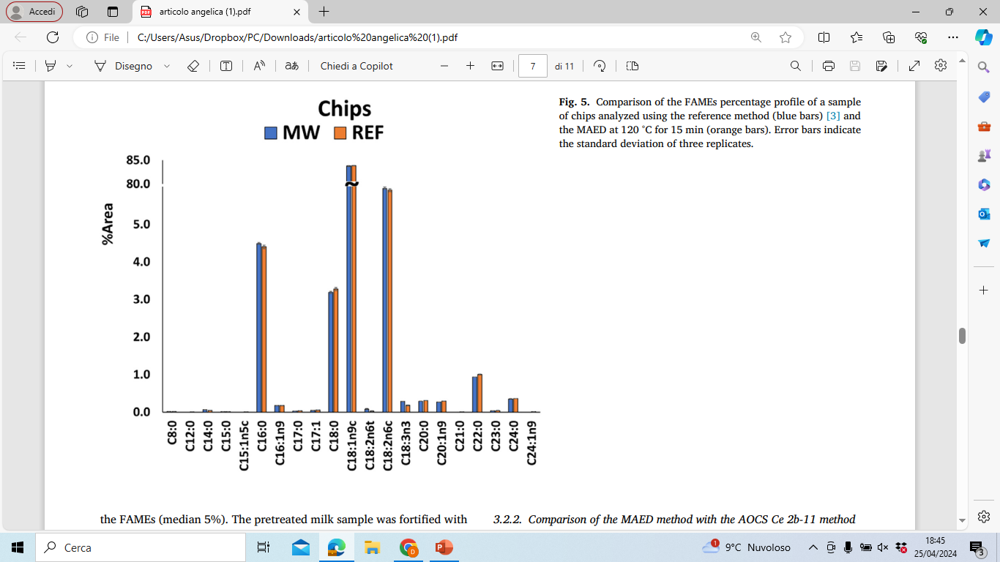 Accedi
articolo angelica (1).pdf
File
C:/Users/Asus/Dropbox/PC/Downloads/articolo%20angelica%20(1).pdf
Disegno
aあ
Chiedi a Copilot
7
di 11
Chips
MW REF
Fig. 5. Comparison of the FAMEs percentage profile of a sample
of chips analyzed using the reference method (blue bars) [3] and
the MAED at 120 °C for 15 min (orange bars). Error bars indicate
the standard deviation of three replicates.
%Area
85.0
80.0
5.0
4.0
3.0
2.0
1.0
0.0
~
C8:0
C12:0
C14:0
C15:0
C15:1n5c
C16:0
C16:1n9
C17:0
C17:1
C18:0
C18:1n9c
C18:2n6t
C18:2n6c
C18:3n3
C20:0
C20:1n9
C21:0
C22:0
C23:0
C24:0
C24:1n9
the FAMEs (median 5%). The pretreated milk sample was fortified with
3.2.2. Comparison of the MAED method with the AOCS Ce 2b-11 method
Cerca
1
9°C Nuvoloso
18:45
25/04/2024
3